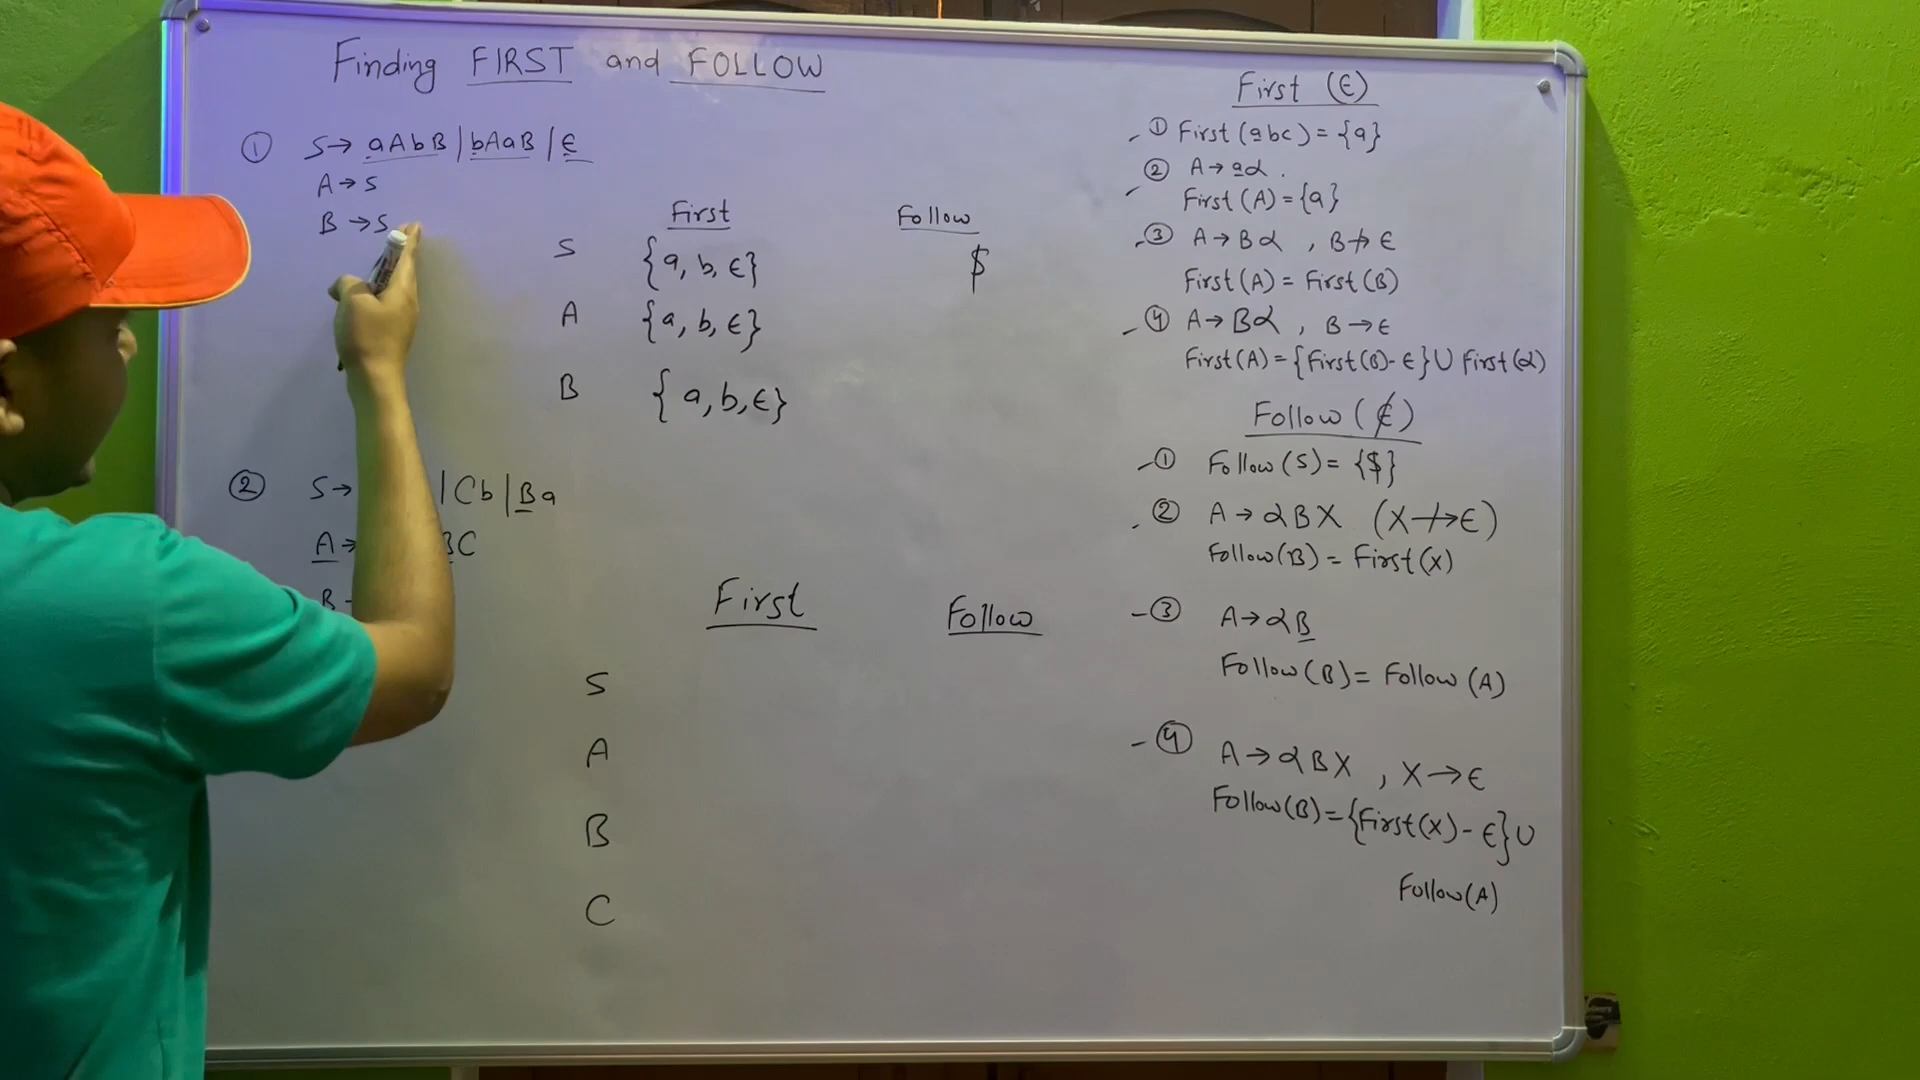 Finding FIRST and FOLLOW
① S→ aAbB | bAaB | ϵ
A→S
B→S
First Follow
S {a, b, ϵ} $
A {a, b, ϵ}
B {a, b, ϵ}
② S→ | Cb | Ba
A→ BC
B
First Follow
S
A
B
C
First (ϵ)
① First (abc) = {a}
② A→aα.
First (A) = {a}
③ A→Bα , B↛ϵ
First (A) = First (B)
④ A→Bα , B→ϵ
First (A) = {First (B) - ϵ} U First (α)
Follow (ϵ̸)
① Follow (S) = {$}
② A→αBX (X↛ϵ)
Follow (B) = First (X)
③ A→αB
Follow (B) = Follow (A)
④ A→αBX , X→ϵ
Follow (B) = {First (X) - ϵ} U
Follow (A)